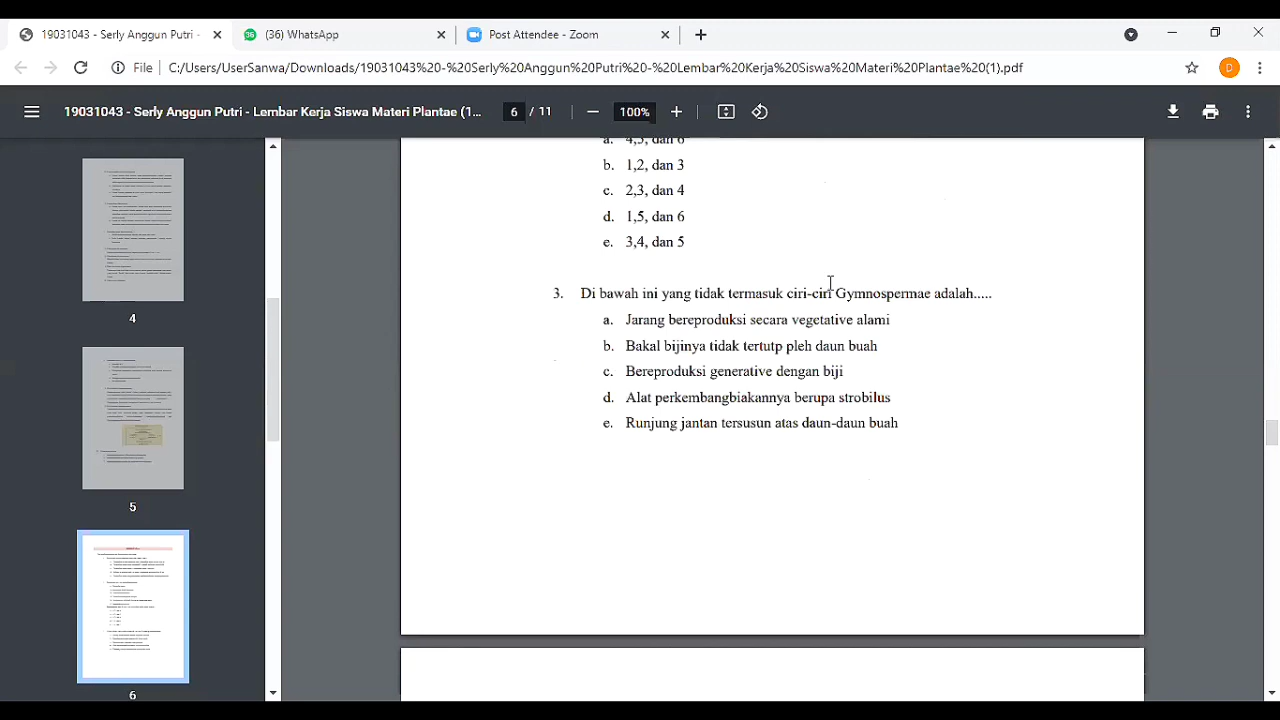 19031043 - Serly Anggun Putri -
(36) WhatsApp
Post Attendee - Zoom
File
C:/Users/UserSanwa/Downloads/19031043%20-%20Serly%20Anggun%20Putri%20-%20Lembar%20Kerja%20Siswa%20Materi%20Plantae%20(1).pdf
19031043 - Serly Anggun Putri - Lembar Kerja Siswa Materi Plantae (1...
6 / 11
100%
a. 4,5, dan 6
b. 1,2, dan 3
c. 2,3, dan 4
d. 1,5, dan 6
e. 3,4, dan 5
3. Di bawah ini yang tidak termasuk ciri-ciri Gymnospermae adalah.....
a. Jarang bereproduksi secara vegetative alami
b. Bakal bijinya tidak tertutp pleh daun buah
c. Bereproduksi generative dengan biji
d. Alat perkembangbiakannya berupa strobilus
e. Runjung jantan tersusun atas daun-daun buah
4
5
6